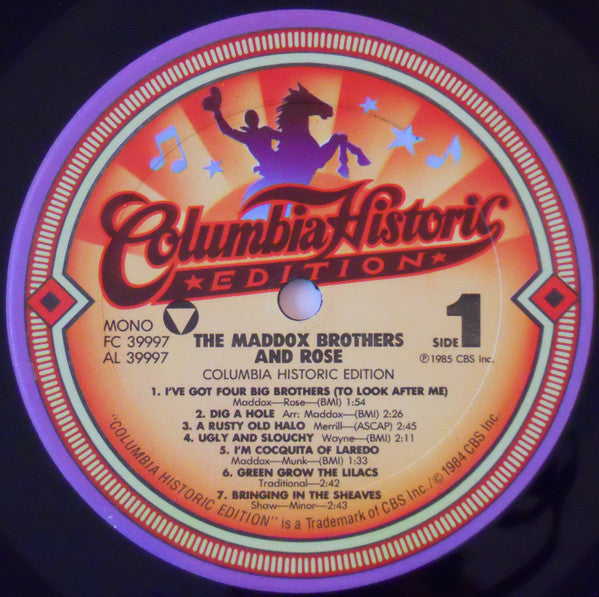 Columbia Historic
★EDITION★
MONO
FC 39997
AL 39997
THE MADDOX BROTHERS
AND ROSE
SIDE 1
℗ 1985 CBS Inc.
COLUMBIA HISTORIC EDITION
1. I'VE GOT FOUR BIG BROTHERS (TO LOOK AFTER ME)
Maddox—Rose—(BMI) 1:54
2. DIG A HOLE Arr: Maddox—(BMI) 2:26
3. A RUSTY OLD HALO Merrill—(ASCAP) 2:45
4. UGLY AND SLOUCHY Wayne—(BMI) 2:11
5. I'M COCQUITA OF LAREDO
Maddox—Munk—(BMI) 1:33
6. GREEN GROW THE LILACS
Traditional—2:42
7. BRINGING IN THE SHEAVES
Shaw—Minor—2:43
"COLUMBIA HISTORIC EDITION" is a Trademark of CBS Inc./© 1984 CBS Inc.